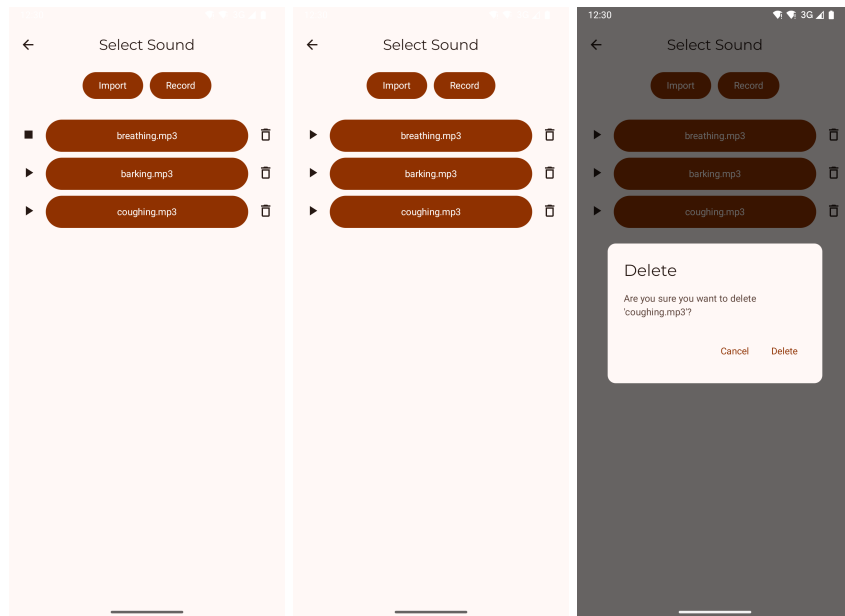 Select Sound
Import Record
breathing.mp3
barking.mp3
coughing.mp3
Select Sound
Import Record
breathing.mp3
barking.mp3
coughing.mp3
12:30 3G
Select Sound
Import Record
breathing.mp3
barking.mp3
coughing.mp3
Delete
Are you sure you want to delete
'coughing.mp3'?
Cancel Delete